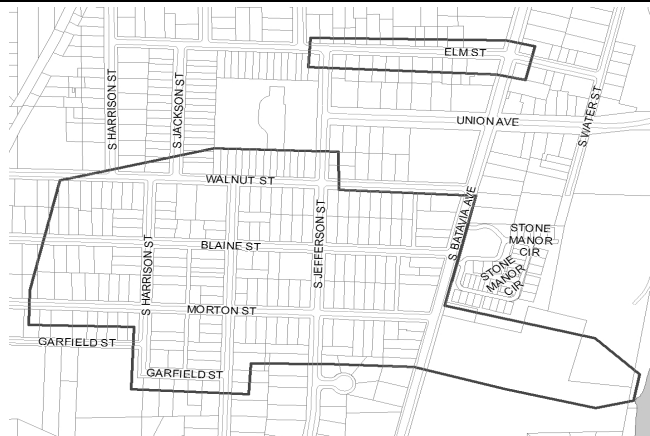 ELM ST
S HARRISON ST
S JACKSON ST
UNION AVE
S WATER ST
WALNUT ST
S JEFFERSON ST
S BATAVIA AVE
STONE
MANOR
CIR
S HARRISON ST
BLAINE ST
STONE
MANOR
CIR
MORTON ST
GARFIELD ST
GARFIELD ST